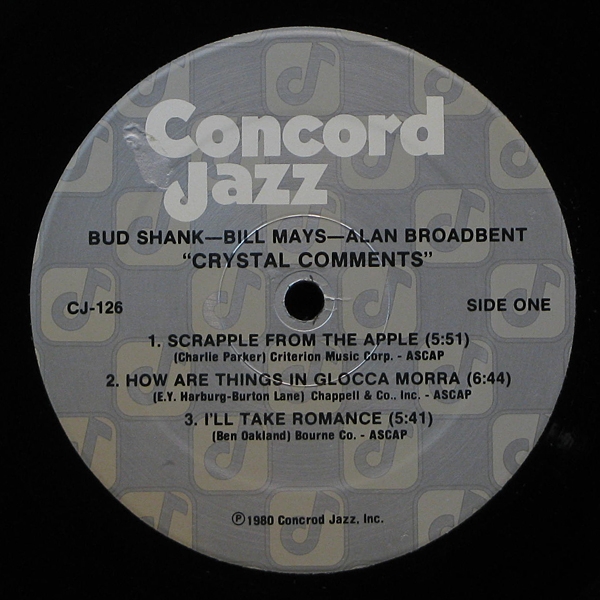 Concord
Jazz
BUD SHANK—BILL MAYS—ALAN BROADBENT
“CRYSTAL COMMENTS”
CJ-126
SIDE ONE
1. SCRAPPLE FROM THE APPLE (5:51)
(Charlie Parker) Criterion Music Corp. - ASCAP
2. HOW ARE THINGS IN GLOCCA MORRA (6:44)
(E.Y. Harburg-Burton Lane) Chappell & Co., Inc. - ASCAP
3. I'LL TAKE ROMANCE (5:41)
(Ben Oakland) Bourne Co. - ASCAP
℗1980 Concrod Jazz, Inc.